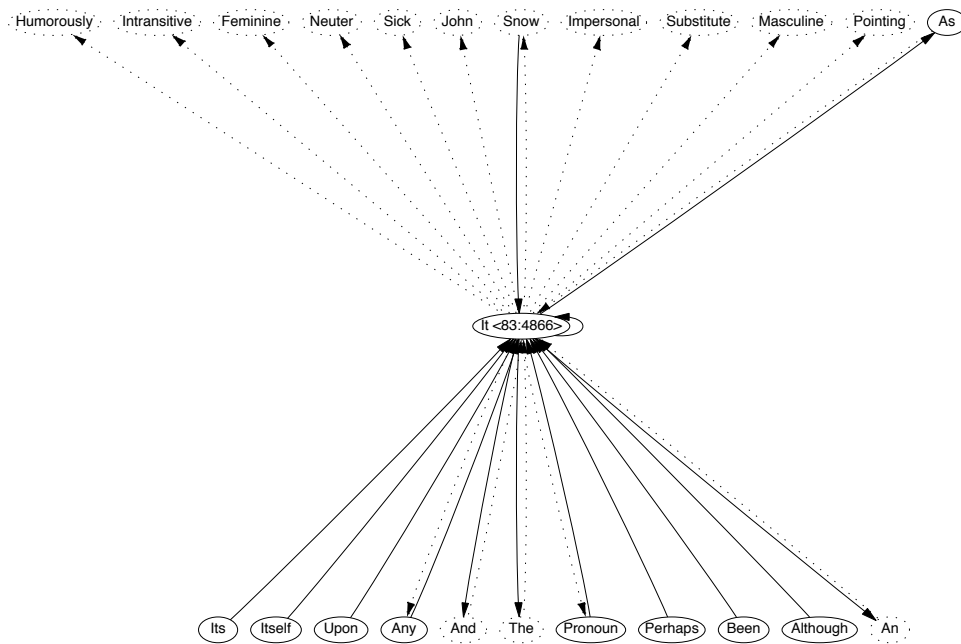 Humorously Intransitive Feminine Neuter Sick John Snow Impersonal Substitute Masculine Pointing As
It <83:4866>
Its Itself Upon Any And The Pronoun Perhaps Been Although An